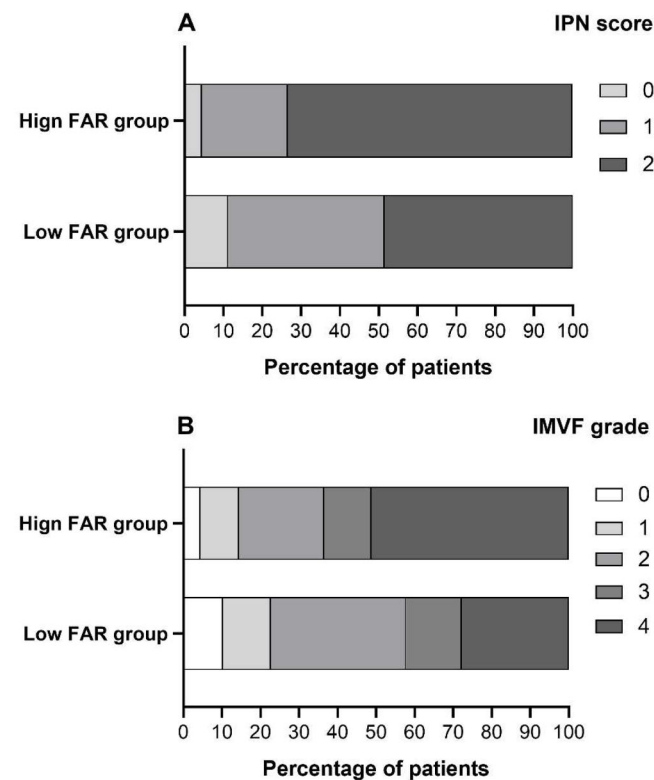 A
IPN score
0
1
2
Hign FAR group
Low FAR group
0 10 20 30 40 50 60 70 80 90 100
Percentage of patients
B
IMVF grade
0
1
2
3
4
Hign FAR group
Low FAR group
0 10 20 30 40 50 60 70 80 90 100
Percentage of patients